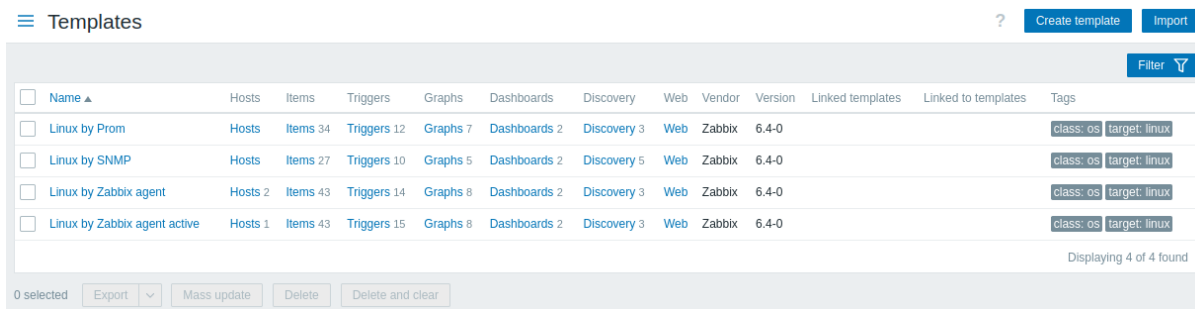 Templates ? Create template Import
Filter
Name Hosts Items Triggers Graphs Dashboards Discovery Web Vendor Version Linked templates Linked to templates Tags
Linux by Prom Hosts Items 34 Triggers 12 Graphs 7 Dashboards 2 Discovery 3 Web Zabbix 6.4-0 class: os target: linux
Linux by SNMP Hosts Items 27 Triggers 10 Graphs 5 Dashboards 2 Discovery 5 Web Zabbix 6.4-0 class: os target: linux
Linux by Zabbix agent Hosts 2 Items 43 Triggers 14 Graphs 8 Dashboards 2 Discovery 3 Web Zabbix 6.4-0 class: os target: linux
Linux by Zabbix agent active Hosts 1 Items 43 Triggers 15 Graphs 8 Dashboards 2 Discovery 3 Web Zabbix 6.4-0 class: os target: linux
Displaying 4 of 4 found
0 selected Export Mass update Delete Delete and clear